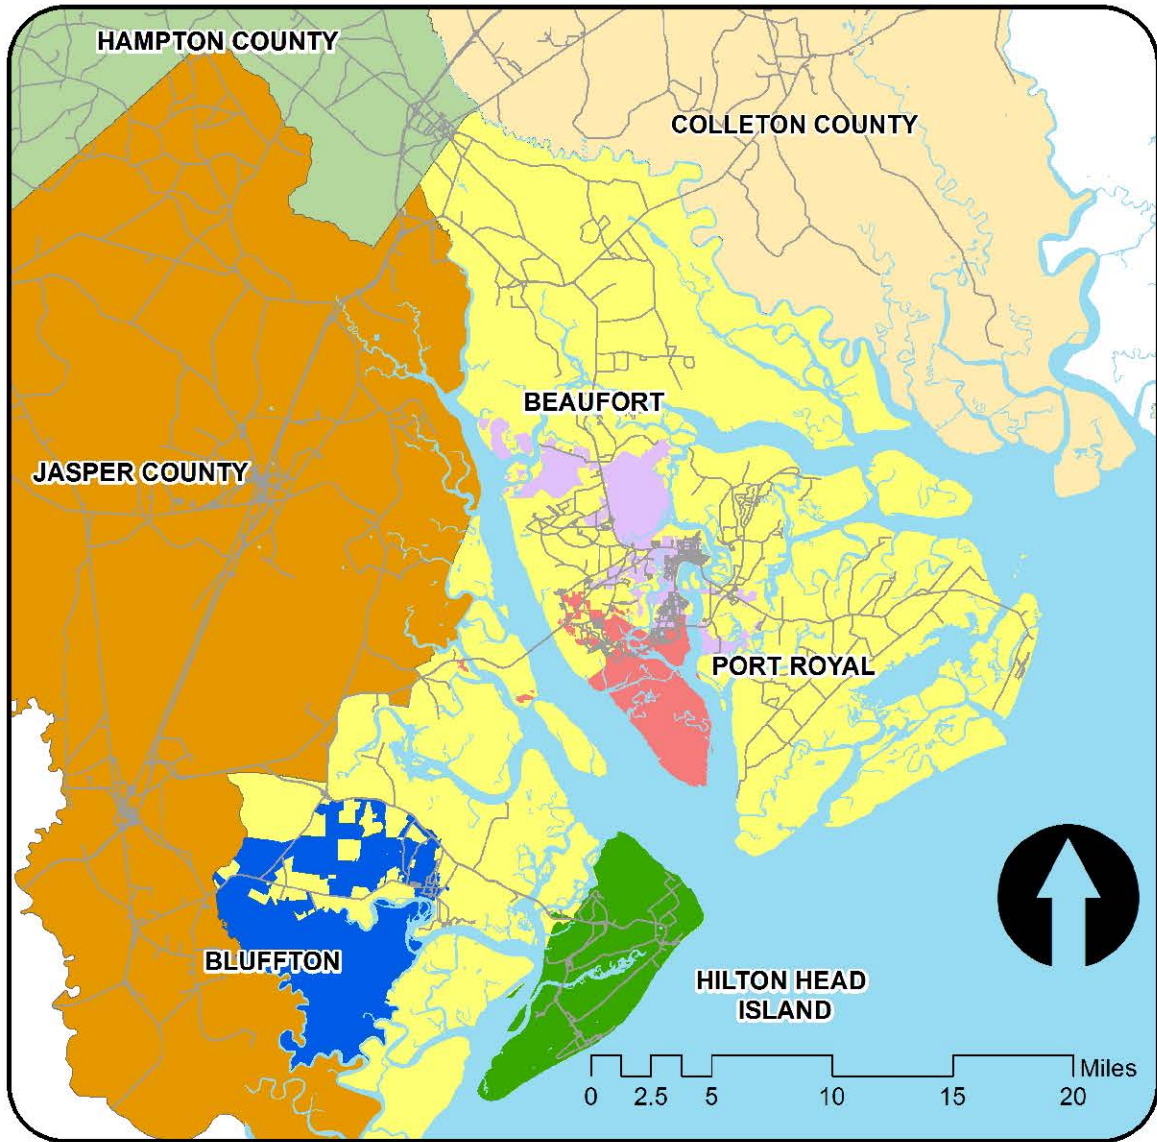 HAMPTON COUNTY
COLLETON COUNTY
BEAUFORT
JASPER COUNTY
PORT ROYAL
BLUFFTON
HILTON HEAD
ISLAND
Miles
0 2.5 5 10 15 20